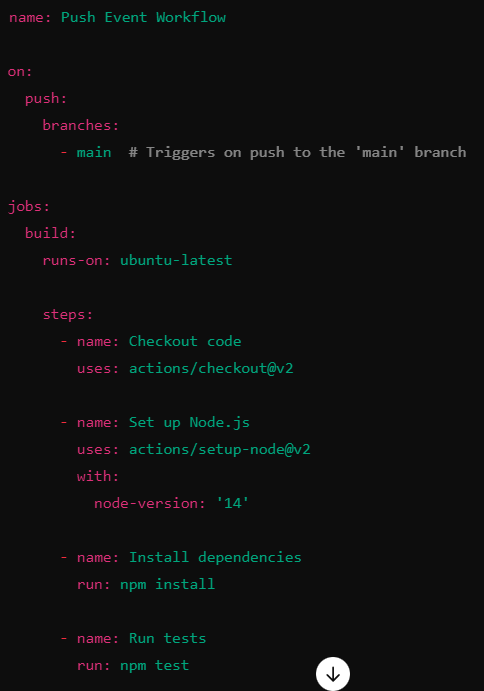 name: Push Event Workflow
on:
push:
branches:
- main  # Triggers on push to the 'main' branch
jobs:
build:
runs-on: ubuntu-latest
steps:
- name: Checkout code
uses: actions/checkout@v2
- name: Set up Node.js
uses: actions/setup-node@v2
with:
node-version: '14'
- name: Install dependencies
run: npm install
- name: Run tests
run: npm test